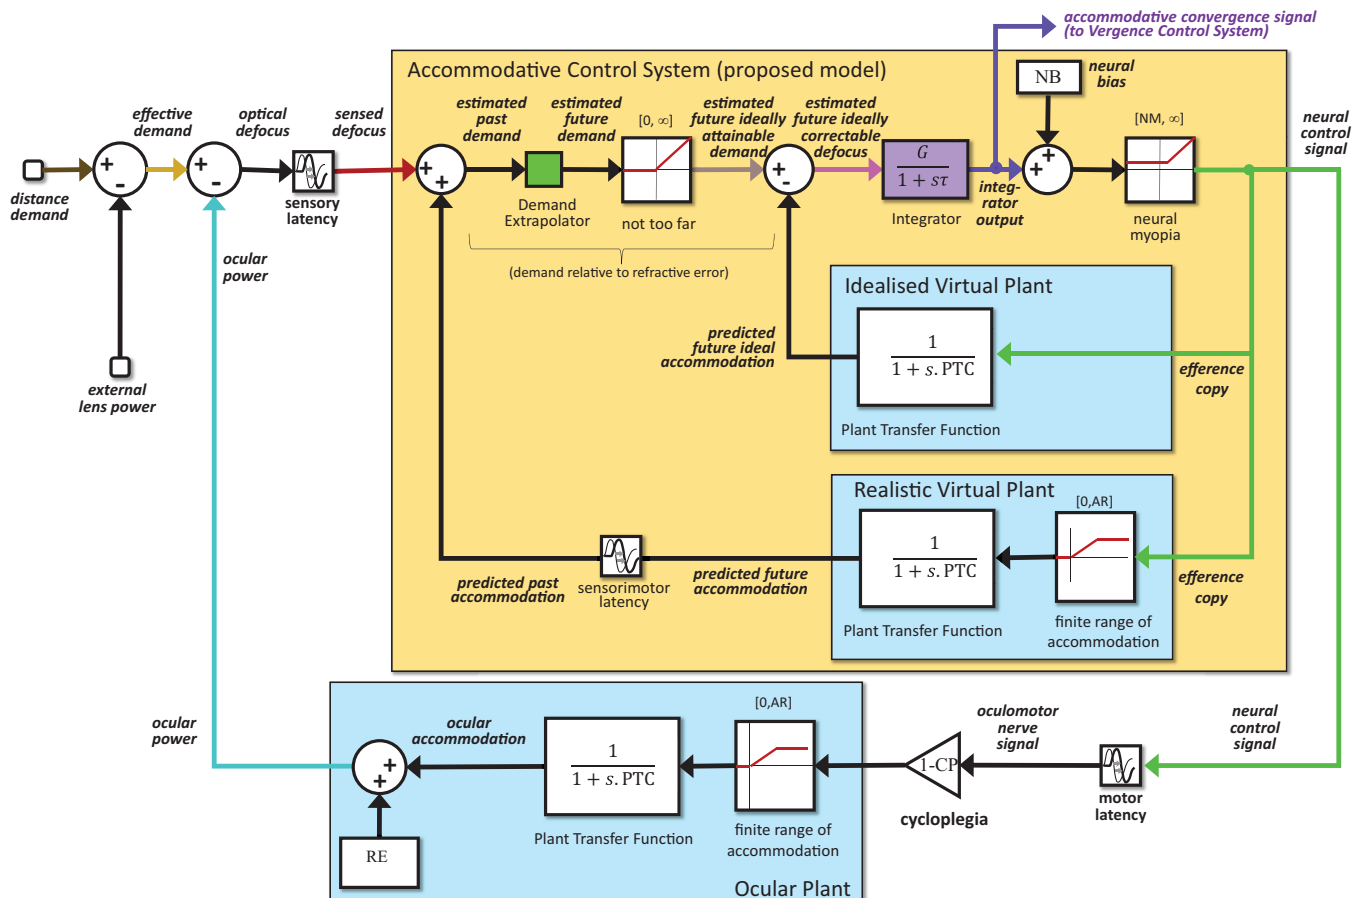 accommodative convergence signal
(to Vergence Control System)
Accommodative Control System (proposed model)
NB
neural
bias
effective
demand
optical
defocus
sensed
defocus
estimated
past
demand
estimated
future
demand
[0, ∞]
estimated
future ideally
attainable
demand
estimated
future ideally
correctable
defocus
[NM, ∞]
neural
control
signal
+
-
+
-
+
+
+
-
G
1 + sτ
+
+
distance
demand
sensory
latency
Demand
Extrapolator
not too far
Integrator
integ-
rator
output
neural
myopia
(demand relative to refractive error)
ocular
power
external
lens power
Idealised Virtual Plant
1
1 + s. PTC
predicted
future ideal
accommodation
efference
copy
Plant Transfer Function
Realistic Virtual Plant
[0,AR]
1
1 + s. PTC
predicted past
accommodation
sensorimotor
latency
predicted future
accommodation
efference
copy
Plant Transfer Function
finite range of
accommodation
ocular
power
ocular
accommodation
[0,AR]
oculomotor
nerve
signal
neural
control
signal
+
+
1
1 + s. PTC
1-CP
motor
latency
cycloplegia
Plant Transfer Function
finite range of
accommodation
RE
Ocular Plant